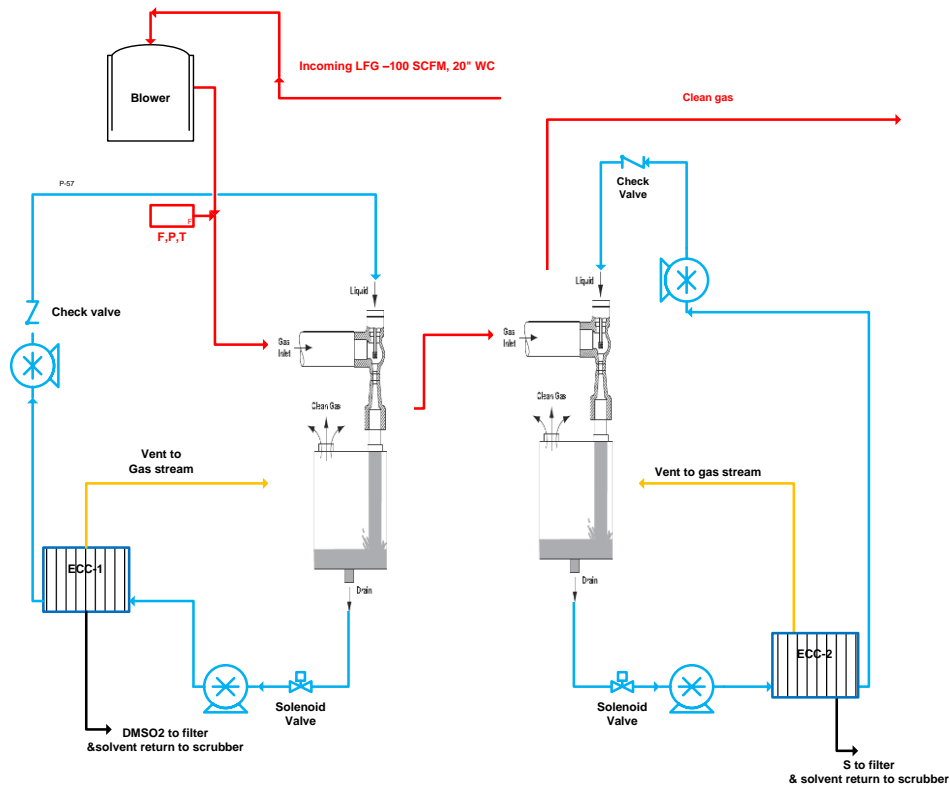 Incoming LFG –100 SCFM, 20" WC
Blower
Clean gas
P-57
Check
Valve
F
F,P,T
Liquid
Liquid
Check valve
Gas
Inlet
Gas
Inlet
Clean Gas
Clean Gas
Vent to
Gas stream
Vent to gas stream
ECC-1
Drain
Drain
ECC-2
Solenoid
Valve
Solenoid
Valve
DMSO2 to filter
&solvent return to scrubber
S to filter
& solvent return to scrubber